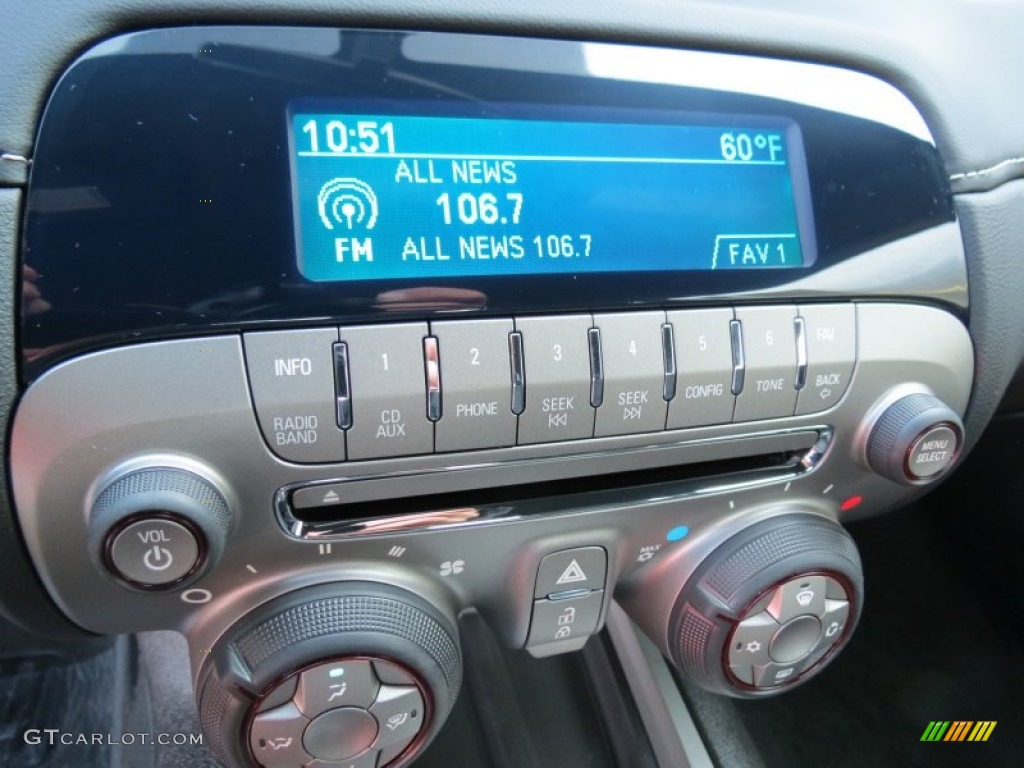 10:51 60°F
ALL NEWS
106.7
FM ALL NEWS 106.7 FAV 1
INFO 1 2 3 4 5 6 FAV
RADIO BAND CD AUX PHONE SEEK SEEK CONFIG TONE BACK
MENU SELECT
VOL
MAX
GTCARLOT.COM